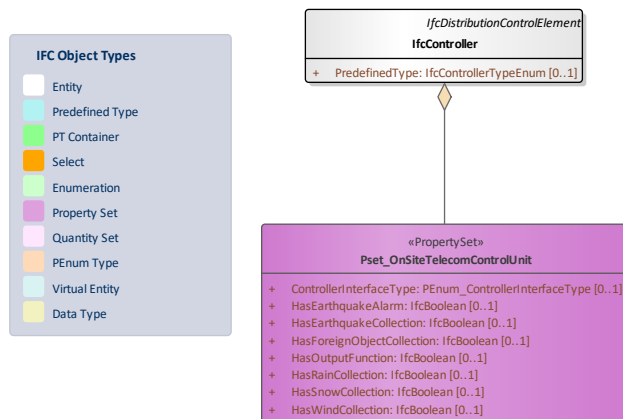 IfcDistributionControlElement
IfcController
+ PredefinedType: IfcControllerTypeEnum [0..1]
IFC Object Types
Entity
Predefined Type
PT Container
Select
Enumeration
Property Set
Quantity Set
PEnum Type
Virtual Entity
Data Type
«PropertySet»
Pset_OnSiteTelecomControlUnit
+ ControllerInterfaceType: PEnum_ControllerInterfaceType [0..1]
+ HasEarthquakeAlarm: IfcBoolean [0..1]
+ HasEarthquakeCollection: IfcBoolean [0..1]
+ HasForeignObjectCollection: IfcBoolean [0..1]
+ HasOutputFunction: IfcBoolean [0..1]
+ HasRainCollection: IfcBoolean [0..1]
+ HasSnowCollection: IfcBoolean [0..1]
+ HasWindCollection: IfcBoolean [0..1]